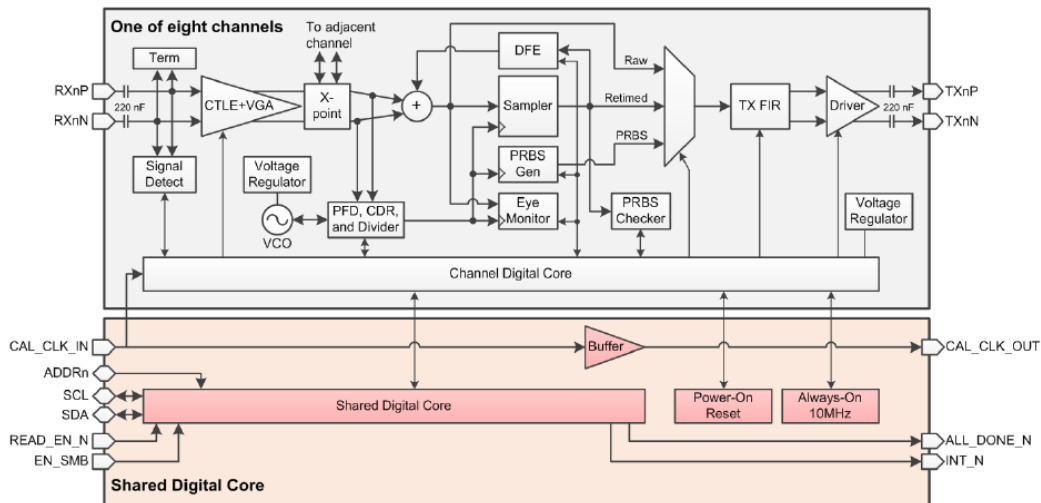 One of eight channels
To adjacent
channel
Term
RXnP
RXnN
220 nF
CTLE+VGA
X-
point
+
DFE
Sampler
Raw
Retimed
PRBS
TX FIR
Driver
220 nF
TXnP
TXnN
Signal
Detect
Voltage
Regulator
VCO
PFD, CDR,
and Divider
PRBS
Gen
Eye
Monitor
PRBS
Checker
Voltage
Regulator
Channel Digital Core
CAL_CLK_IN
Buffer
CAL_CLK_OUT
ADDRn
SCL
SDA
Shared Digital Core
Power-On
Reset
Always-On
10MHz
READ_EN_N
EN_SMB
ALL_DONE_N
INT_N
Shared Digital Core